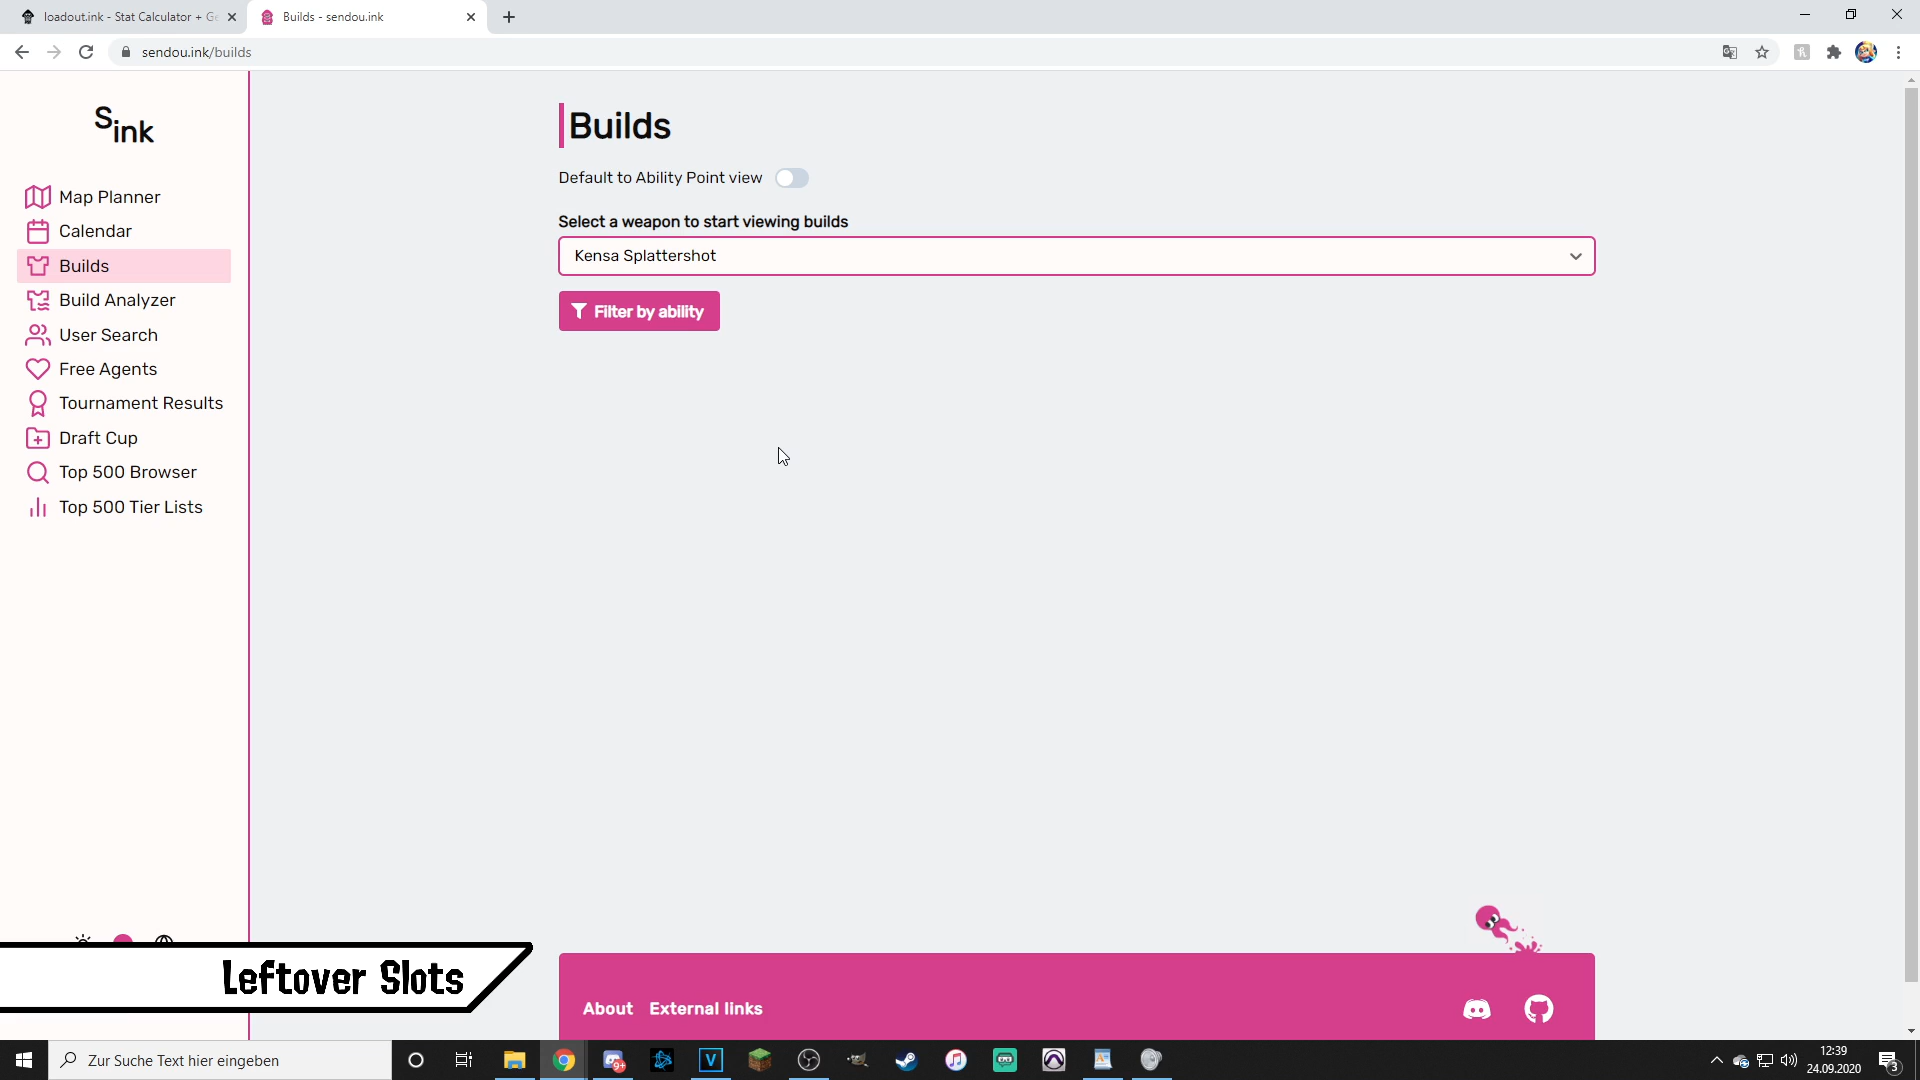 loadout.ink - Stat Calculator + Ge
Builds - sendou.ink
sendou.ink/builds
Sink
Map Planner
Calendar
Builds
Build Analyzer
User Search
Free Agents
Tournament Results
Draft Cup
Top 500 Browser
Top 500 Tier Lists
Builds
Default to Ability Point view
Select a weapon to start viewing builds
Kensa Splattershot
Filter by ability
Leftover Slots
About External links
Zur Suche Text hier eingeben
9+
V
12:39
24.09.2020
3